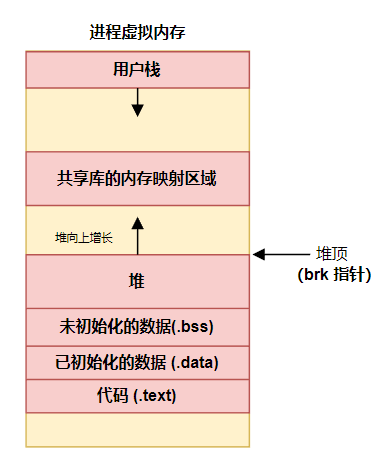 进程虚拟内存
用户栈
共享库的内存映射区域
堆向上增长
堆顶
(brk 指针)
堆
未初始化的数据(.bss)
已初始化的数据 (.data)
代码 (.text)